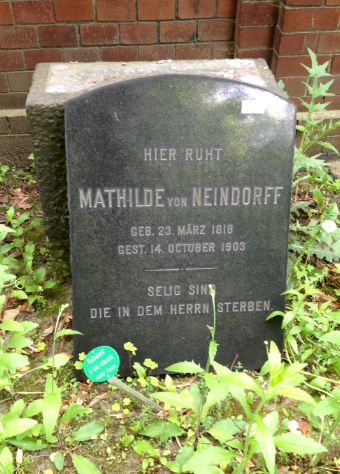 HIER RUHT
MATHILDE VON NEINDORFF
GEB. 23. MÄRZ 1818
GEST. 14. OCTOBER 1903
SELIG SIND
DIE IN DEM HERRN STERBEN.